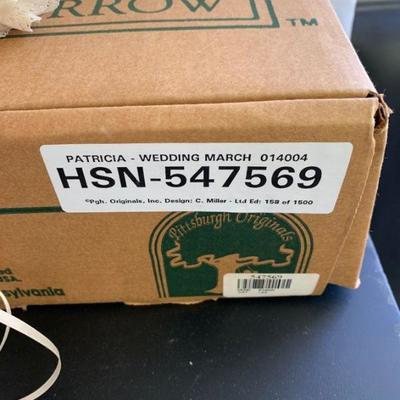 RROW
TM
PATRICIA - WEDDING MARCH 014004
HSN-547569
©Pgh. Originals, Inc. Design: C. Miller - Ltd Ed: 158 of 1500
Pittsburgh Originals
547569